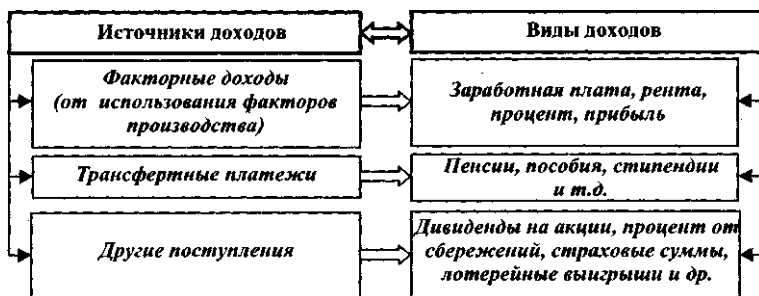 Источники доходов
Виды доходов
Факторные доходы
(от использования факторов
производства)
Заработная плата, рента,
процент, прибыль
Трансфертные платежи
Пенсии, пособия, стипендии
и т.д.
Другие поступления
Дивиденды на акции, процент от
сбережений, страховые суммы,
лотерейные выигрыши и др.